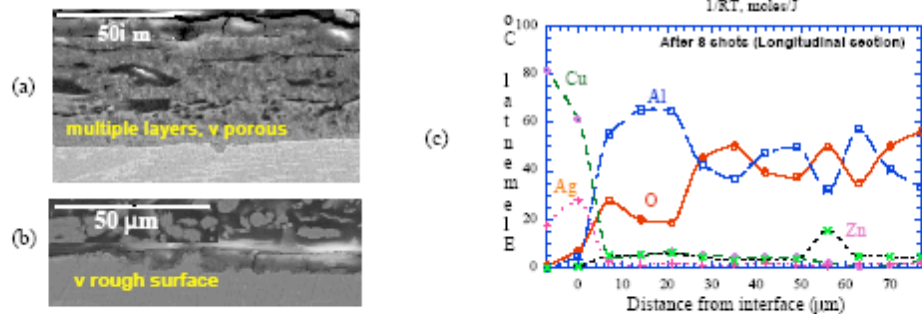 (a)
50i m
multiple layers, v porous
(b)
50 µm
v rough surface
(c)
1/RT, moles/J
After 8 shots (Longitudinal section)
Elemental Co
100
80
60
40
20
0
Cu
Al
Ag
O
Zn
0 10 20 30 40 50 60 70
Distance from interface (µm)